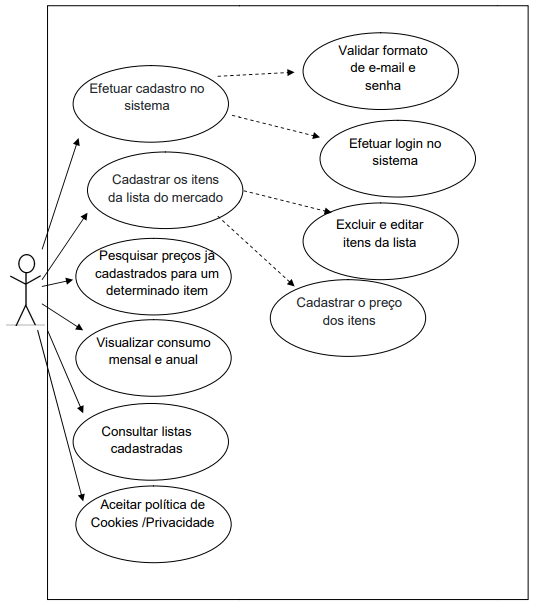 Validar formato
de e-mail e
senha
Efetuar cadastro no
sistema
Efetuar login no
sistema
Cadastrar os itens
da lista do mercado
Excluir e editar
itens da lista
Pesquisar preços já
cadastrados para um
determinado item
Cadastrar o preço
dos itens
Visualizar consumo
mensal e anual
Consultar listas
cadastradas
Aceitar política de
Cookies /Privacidade